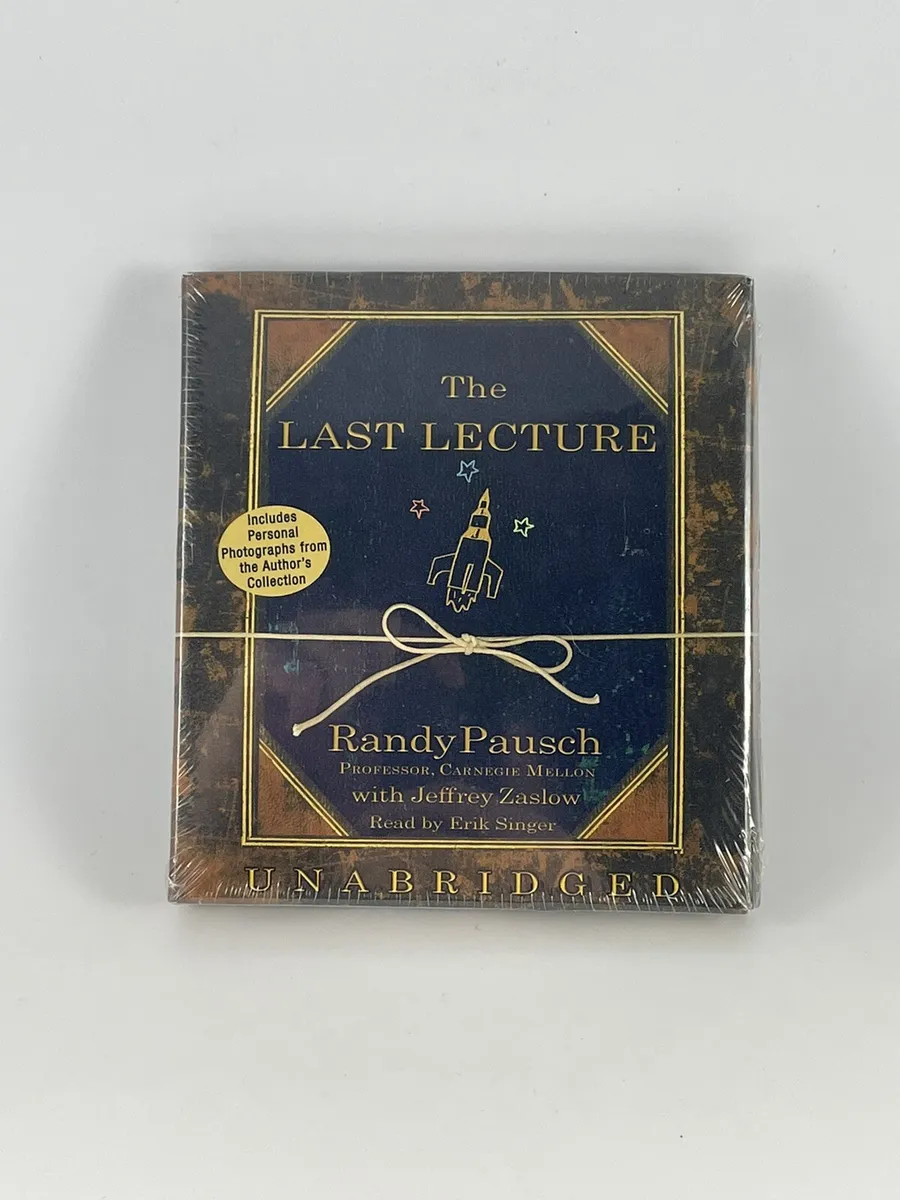 The
LAST LECTURE
Includes
Personal
Photographs from
the Author's
Collection
Randy Pausch
PROFESSOR, CARNEGIE MELLON
with Jeffrey Zaslow
Read by Erik Singer
UNABRIDGED